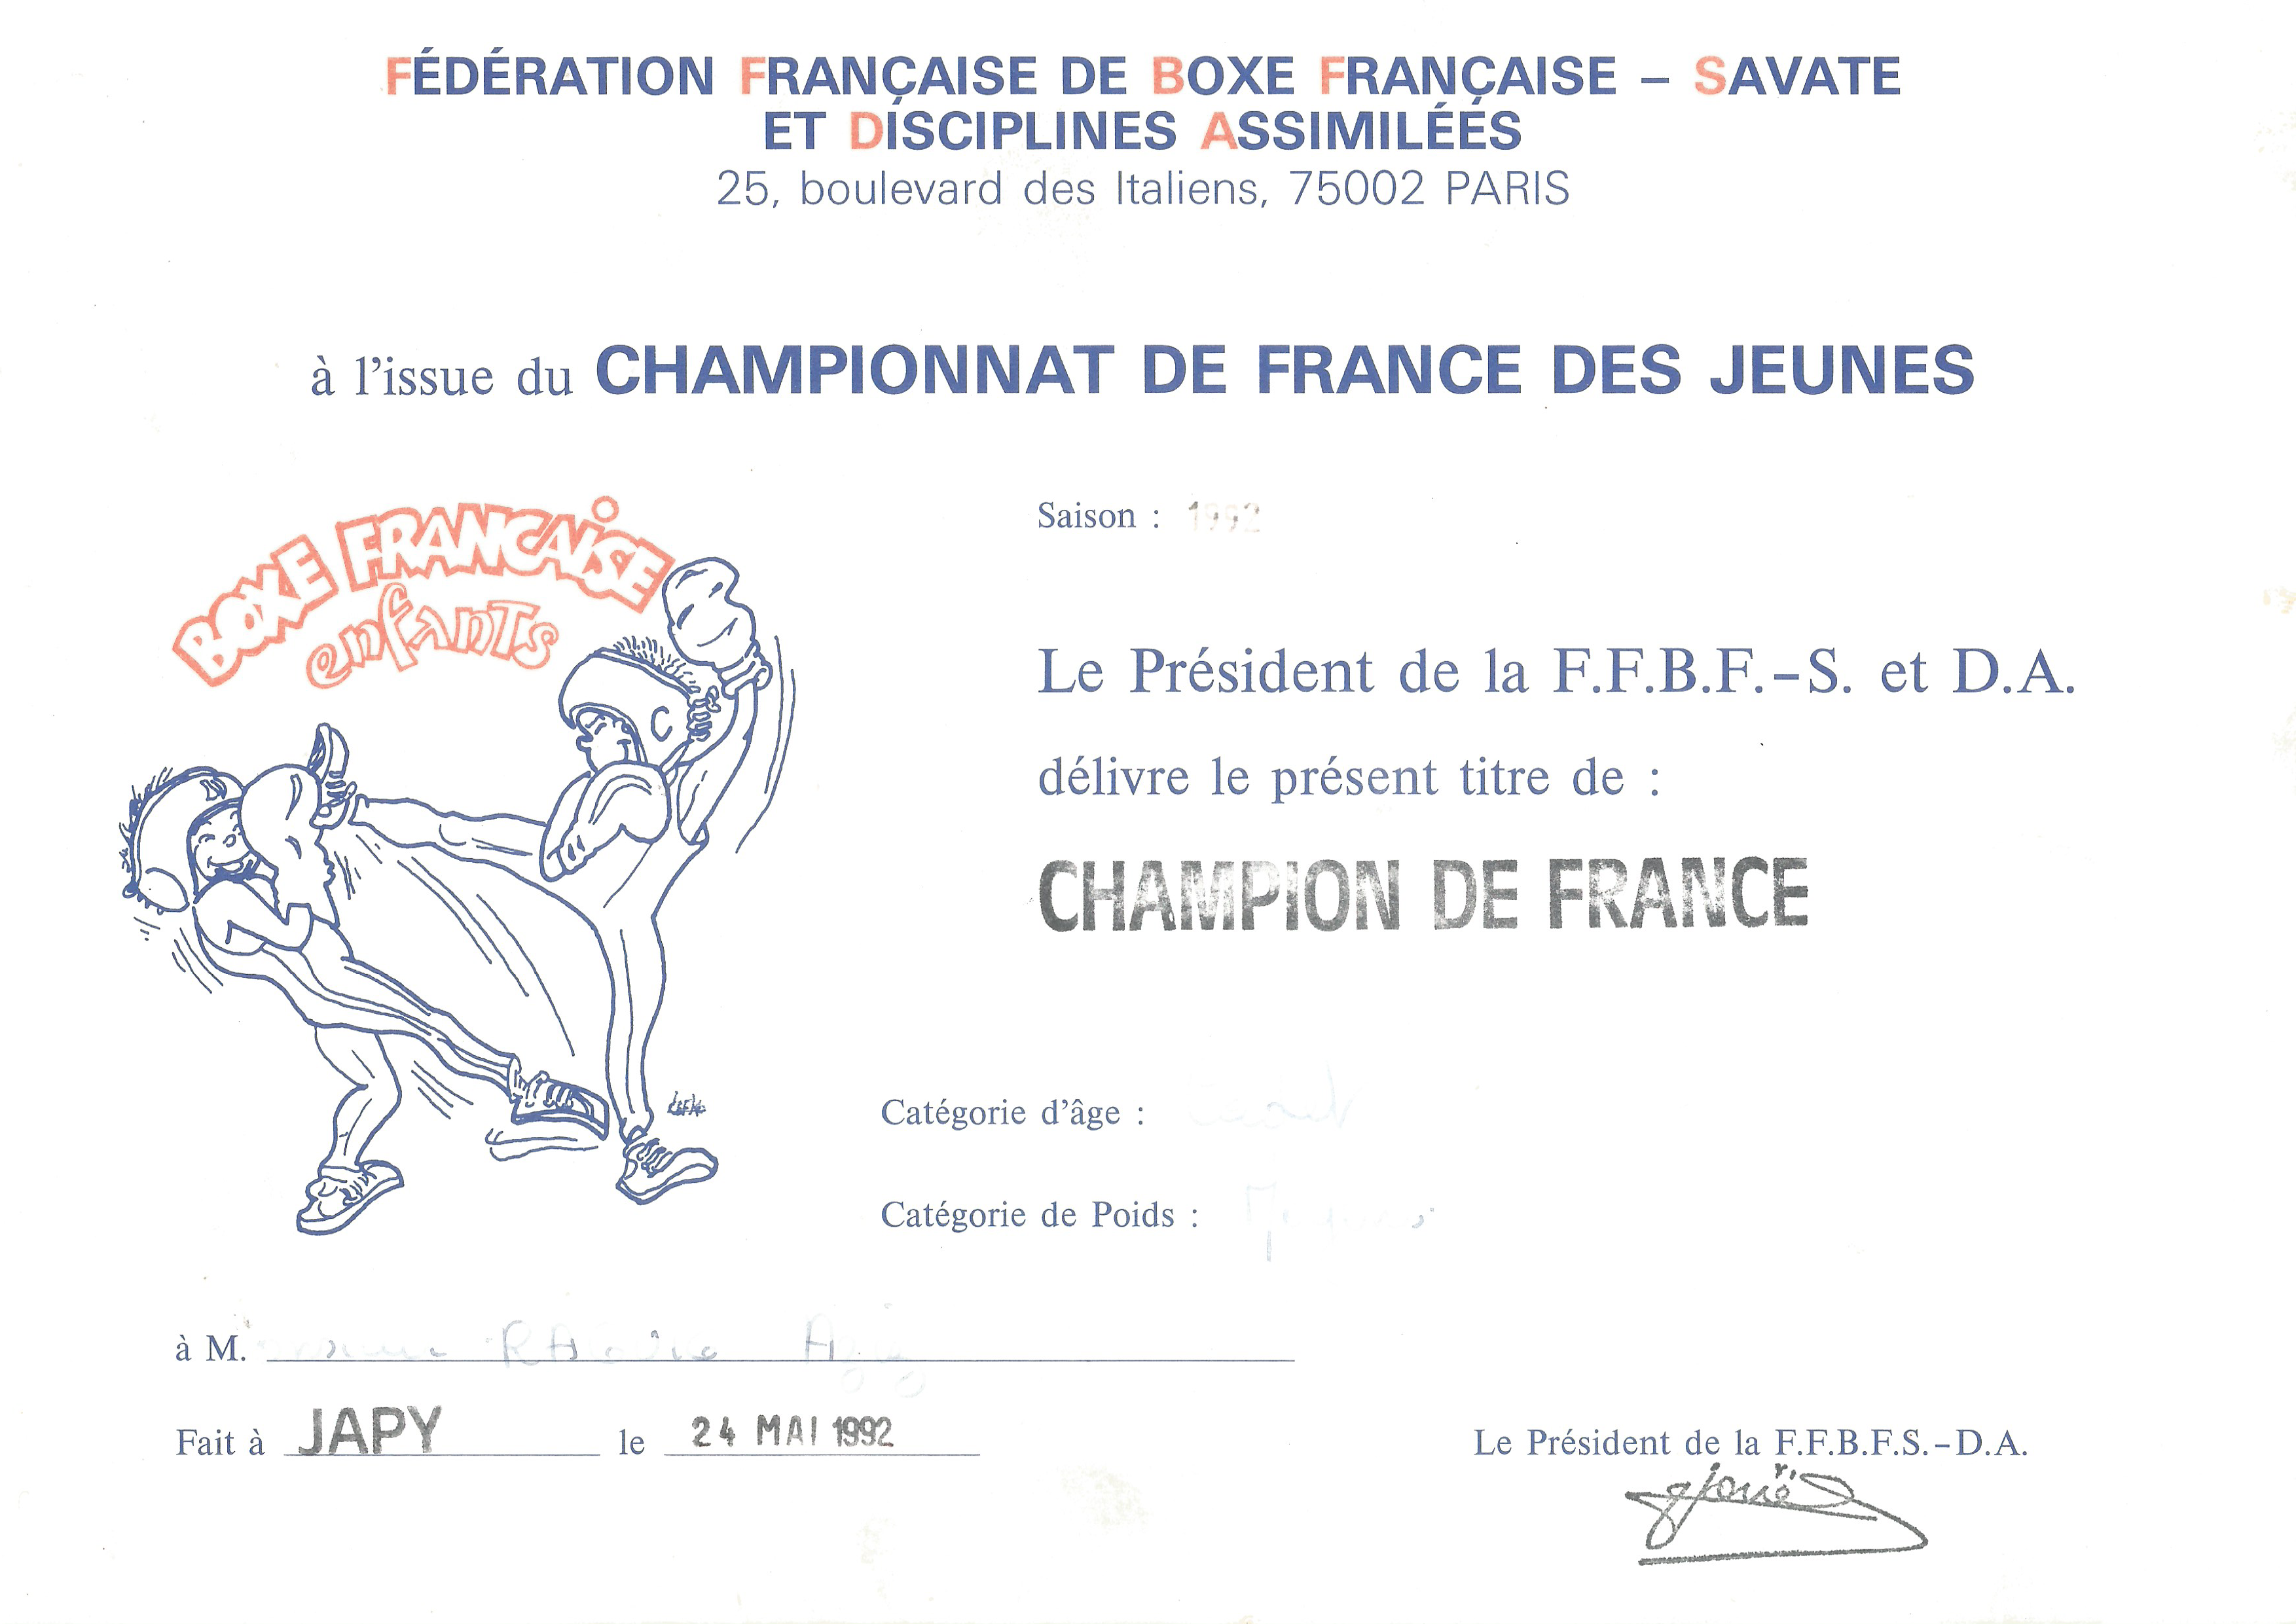 FÉDÉRATION FRANÇAISE DE BOXE FRANÇAISE – SAVATE
ET DISCIPLINES ASSIMILÉES
25, boulevard des Italiens, 75002 PARIS
à l'issue du CHAMPIONNAT DE FRANCE DES JEUNES
BOXE FRANCAISE
enfants
Saison : 1992
Le Président de la F.F.B.F.-S. et D.A.
délivre le présent titre de :
CHAMPION DE FRANCE
Catégorie d'âge :
Catégorie de Poids :
à M.
Fait à JAPY le 24 MAI 1992
Le Président de la F.F.B.F.S.-D.A.